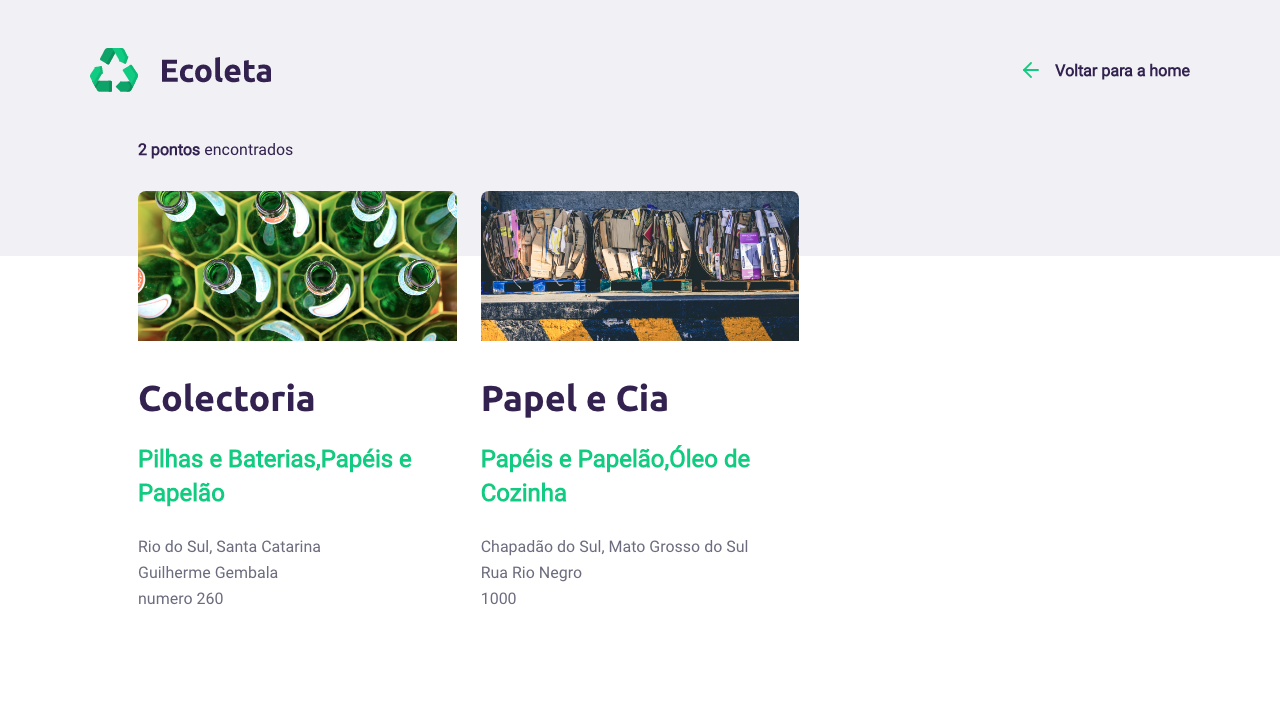 Ecoleta
Voltar para a home
2 pontos encontrados
Colectoria
Pilhas e Baterias,Papéis e
Papelão
Rio do Sul, Santa Catarina
Guilherme Gembala
numero 260
Papel e Cia
Papéis e Papelão,Óleo de
Cozinha
Chapadão do Sul, Mato Grosso do Sul
Rua Rio Negro
1000